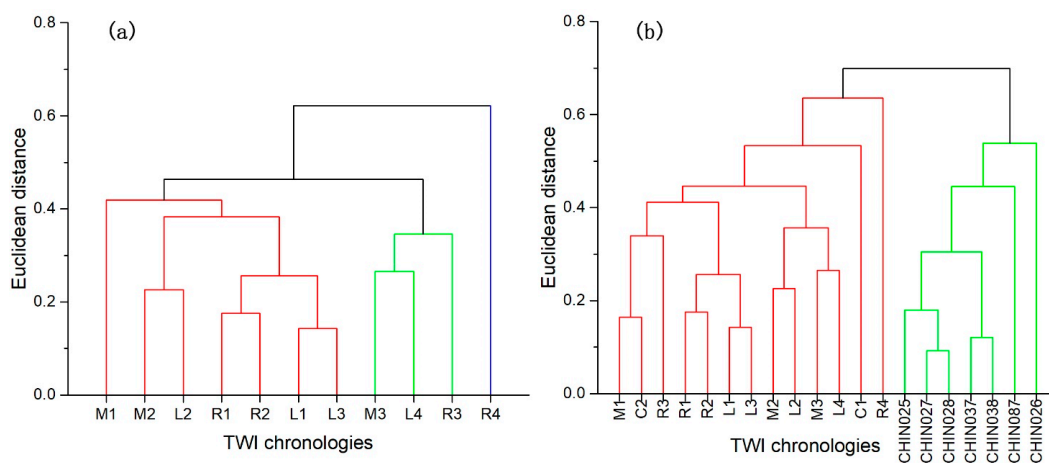 (a)
Euclidean distance
0.8
0.6
0.4
0.2
0.0
M1 M2 L2 R1 R2 L1 L3 M3 L4 R3 R4
TWI chronologies
(b)
Euclidean distance
0.8
0.6
0.4
0.2
0.0
M1 C2 R3 R1 R2 L1 L3 M2 L2 M3 L4 C1 R4 CHIN025 CHIN027 CHIN028 CHIN037 CHIN038 CHIN087 CHIN026
TWI chronologies